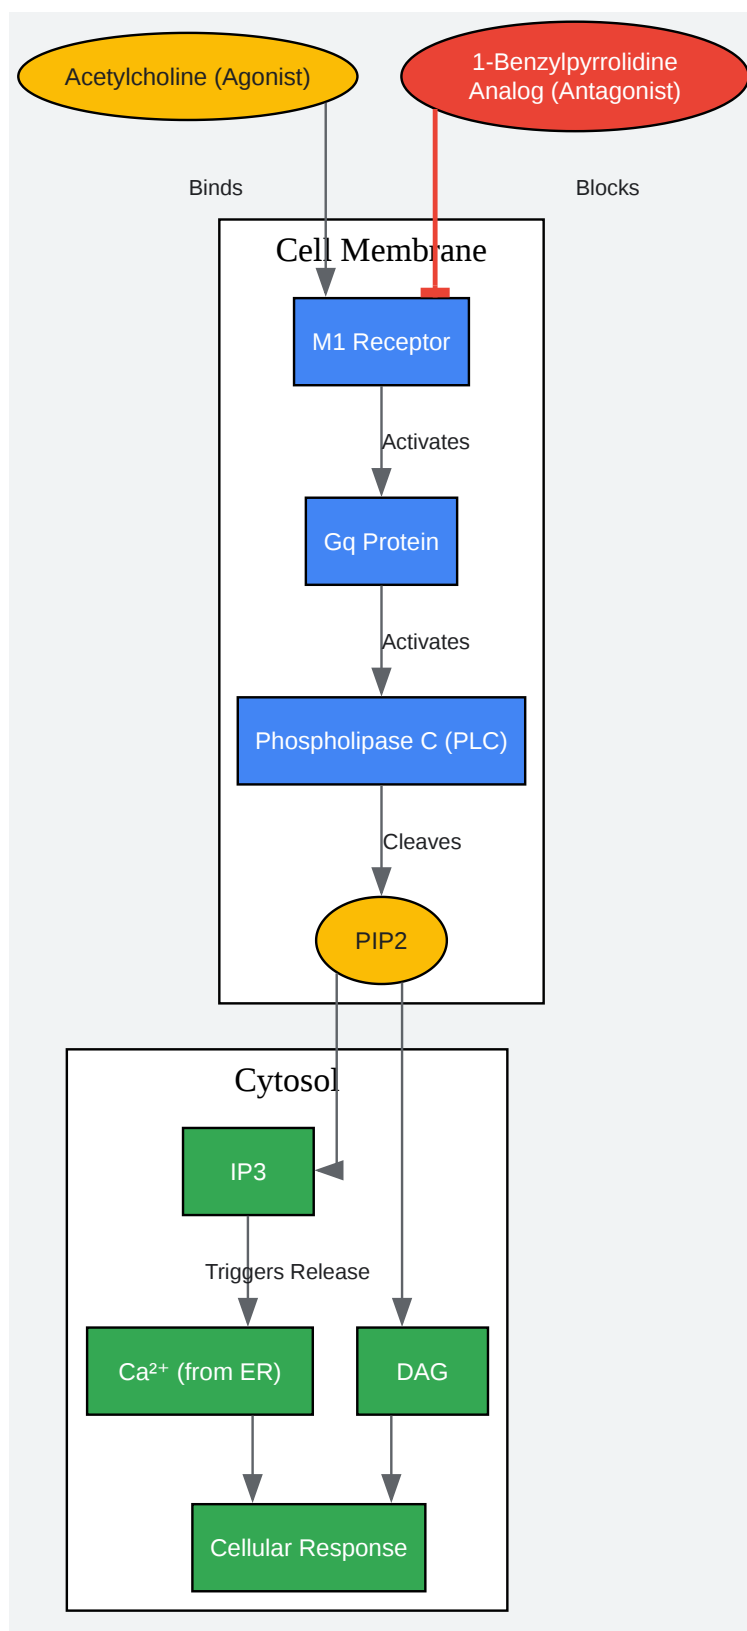 Acetylcholine (Agonist)
1-Benzylpyrrolidine
Analog (Antagonist)
Binds
Blocks
Cell Membrane
M1 Receptor
Activates
Gq Protein
Activates
Phospholipase C (PLC)
Cleaves
PIP2
Cytosol
IP3
Triggers Release
Ca²⁺ (from ER)
DAG
Cellular Response